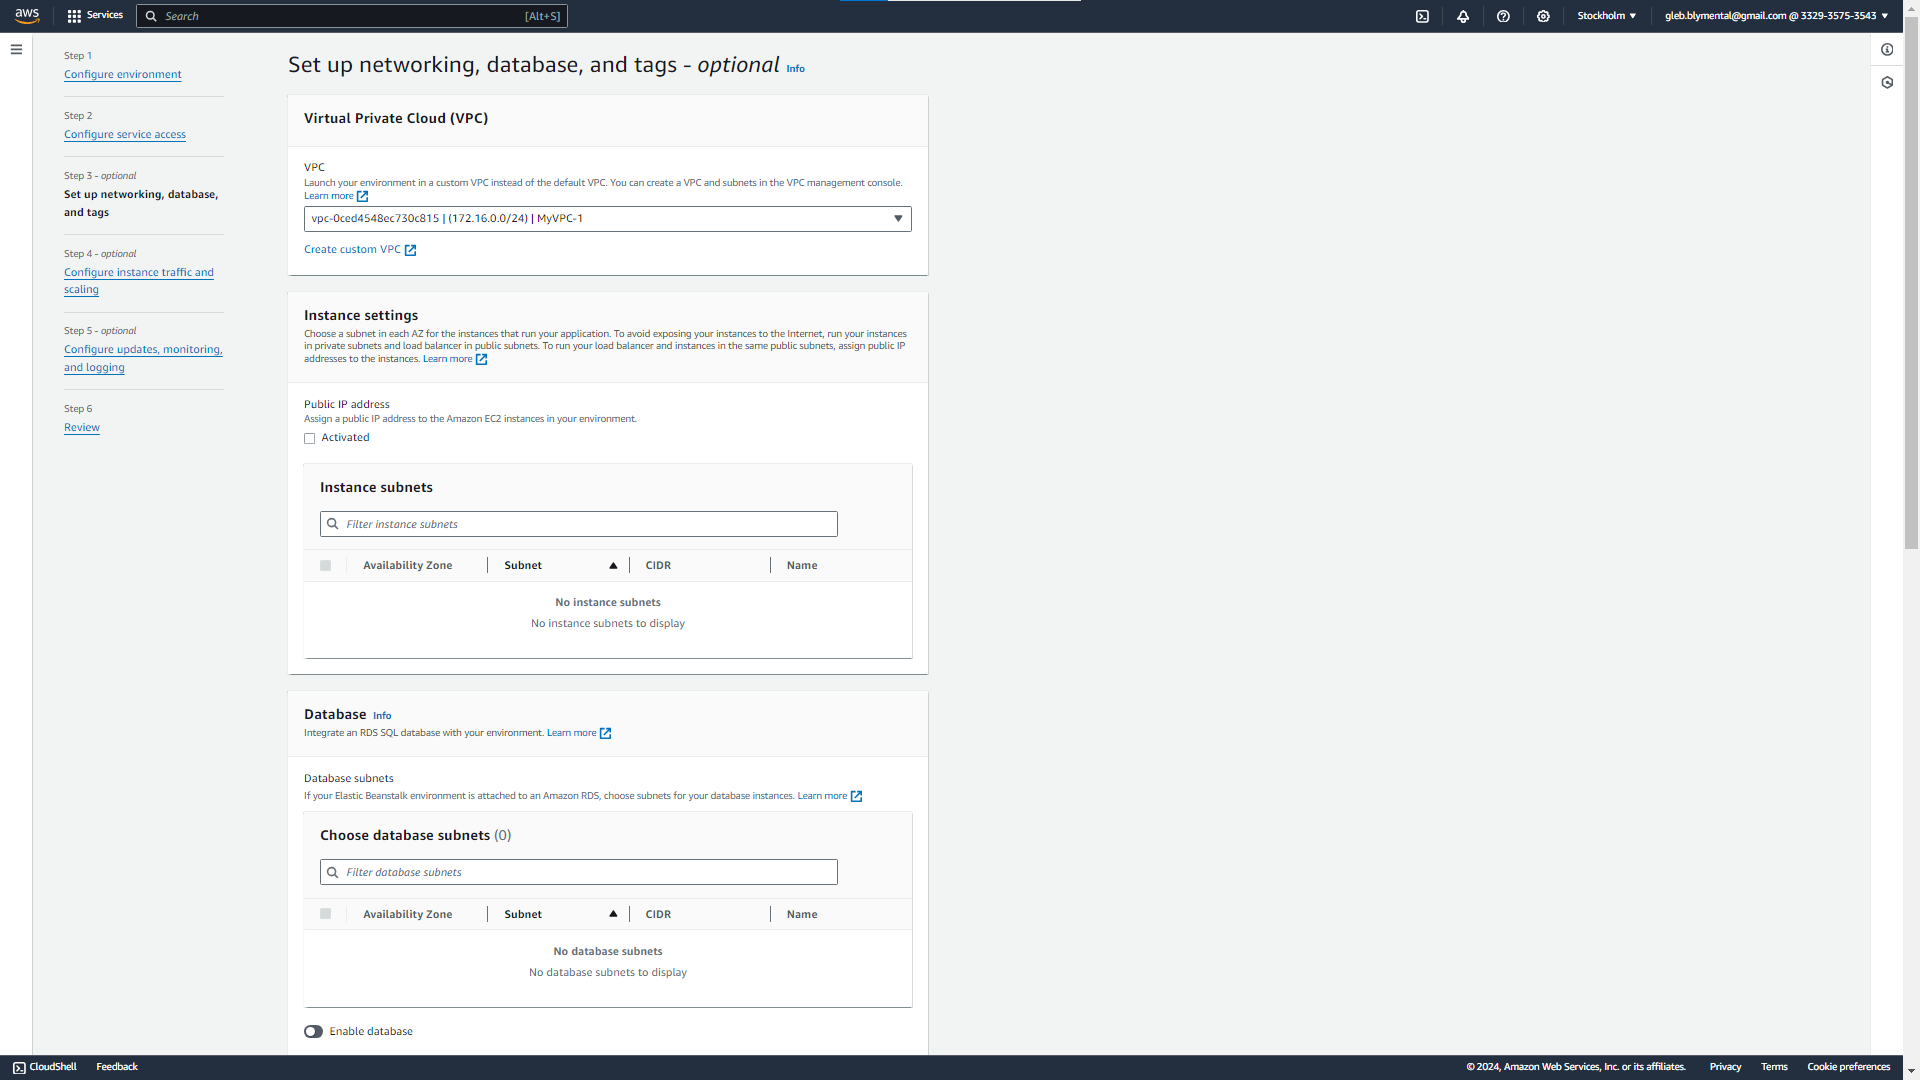 aws
Services
Search
[Alt+S]
Stockholm ▼
gleb.blymental@gmail.com @ 3329-3575-3543 ▼
Step 1
Configure environment
Step 2
Configure service access
Step 3 - optional
Set up networking, database,
and tags
Step 4 - optional
Configure instance traffic and
scaling
Step 5 - optional
Configure updates, monitoring,
and logging
Step 6
Review
Set up networking, database, and tags - optional Info
Virtual Private Cloud (VPC)
VPC
Launch your environment in a custom VPC instead of the default VPC. You can create a VPC and subnets in the VPC management console.
Learn more
vpc-0ced4548ec730c815 | (172.16.0.0/24) | MyVPC-1
Create custom VPC
Instance settings
Choose a subnet in each AZ for the instances that run your application. To avoid exposing your instances to the Internet, run your instances
in private subnets and load balancer in public subnets. To run your load balancer and instances in the same public subnets, assign public IP
addresses to the instances. Learn more
Public IP address
Assign a public IP address to the Amazon EC2 instances in your environment.
Activated
Instance subnets
Filter instance subnets
Availability Zone | Subnet ▲ | CIDR | Name
No instance subnets
No instance subnets to display
Database Info
Integrate an RDS SQL database with your environment. Learn more
Database subnets
If your Elastic Beanstalk environment is attached to an Amazon RDS, choose subnets for your database instances. Learn more
Choose database subnets (0)
Filter database subnets
Availability Zone | Subnet ▲ | CIDR | Name
No database subnets
No database subnets to display
Enable database
CloudShell
Feedback
© 2024, Amazon Web Services, Inc. or its affiliates.
Privacy
Terms
Cookie preferences